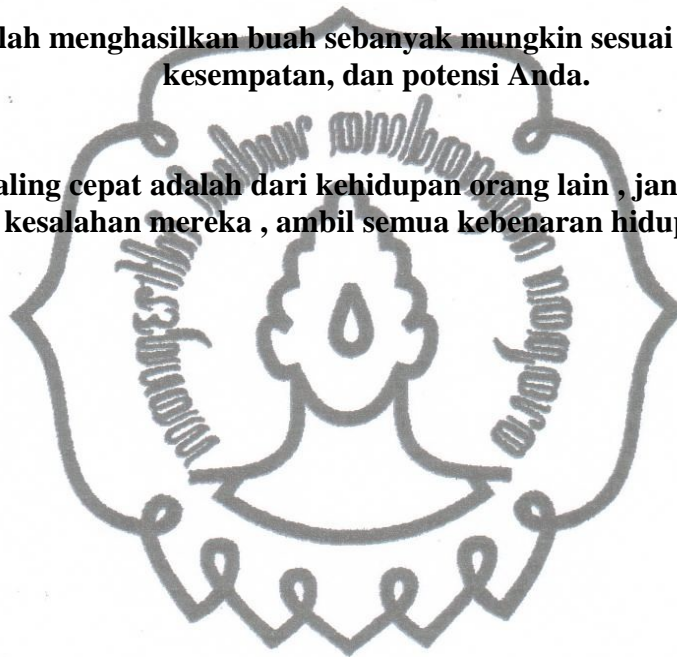 lah menghasilkan buah sebanyak mungkin sesuai
kesempatan, dan potensi Anda.
aling cepat adalah dari kehidupan orang lain , jan
kesalahan mereka , ambil semua kebenaran hidup